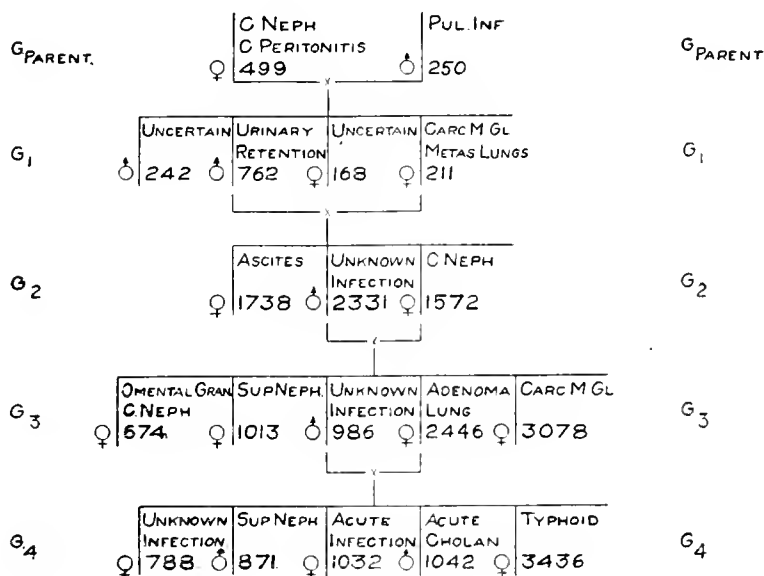 G PARENT. C NEPH PUL. INF G PARENT
C PERITONITIS
♀ 499 ♂ 250
G1 UNCERTAIN URINARY UNCERTAIN CARC M GL G1
RETENTION METAS LUNGS
♂ 242 ♂ 762 ♀ 168 ♀ 211
G2 ASCITES UNKNOWN C NEPH G2
INFECTION
♀ 1738 ♂ 2331 ♀ 1572
G3 OMENTAL GRAN SUP NEPH. UNKNOWN ADENOMA CARC M GL G3
C. NEPH INFECTION LUNG
♀ 574 ♀ 1013 ♂ 986 ♀ 2446 ♀ 3078
G4 UNKNOWN SUP NEPH ACUTE ACUTE TYPHOID G4
INFECTION INFECTION CHOLAN
♀ 788 ♂ 871 ♀ 1032 ♂ 1042 ♀ 3436